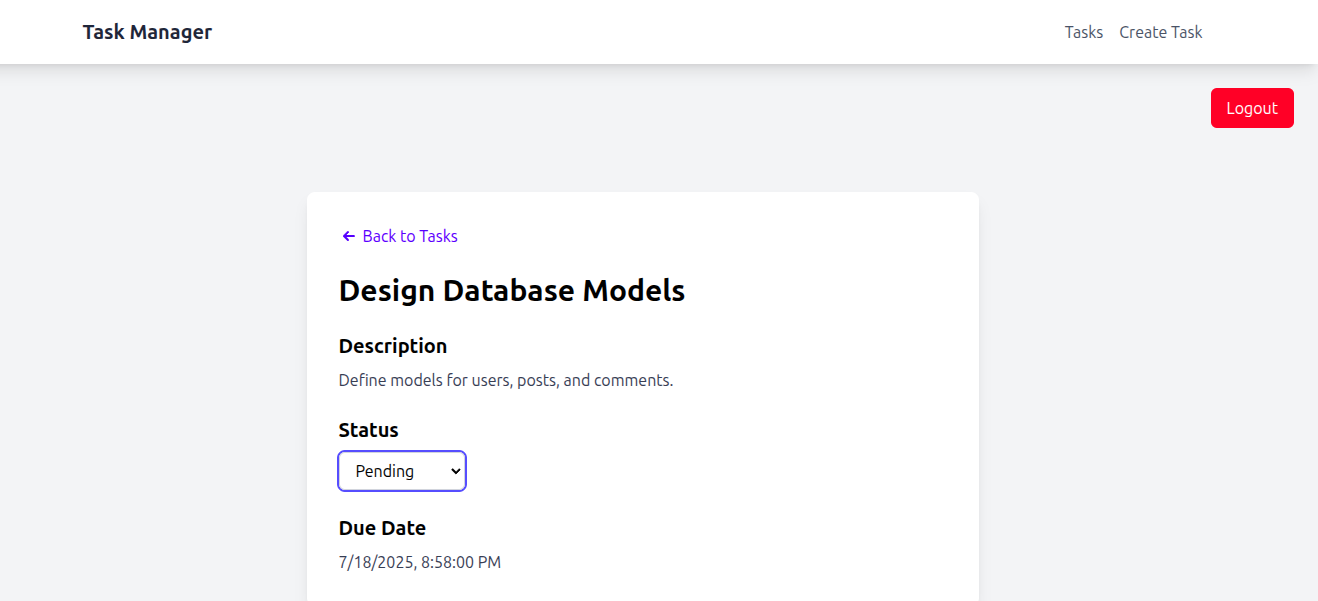 Task Manager
Tasks Create Task
Logout
Back to Tasks
Design Database Models
Description
Define models for users, posts, and comments.
Status
Pending
Due Date
7/18/2025, 8:58:00 PM